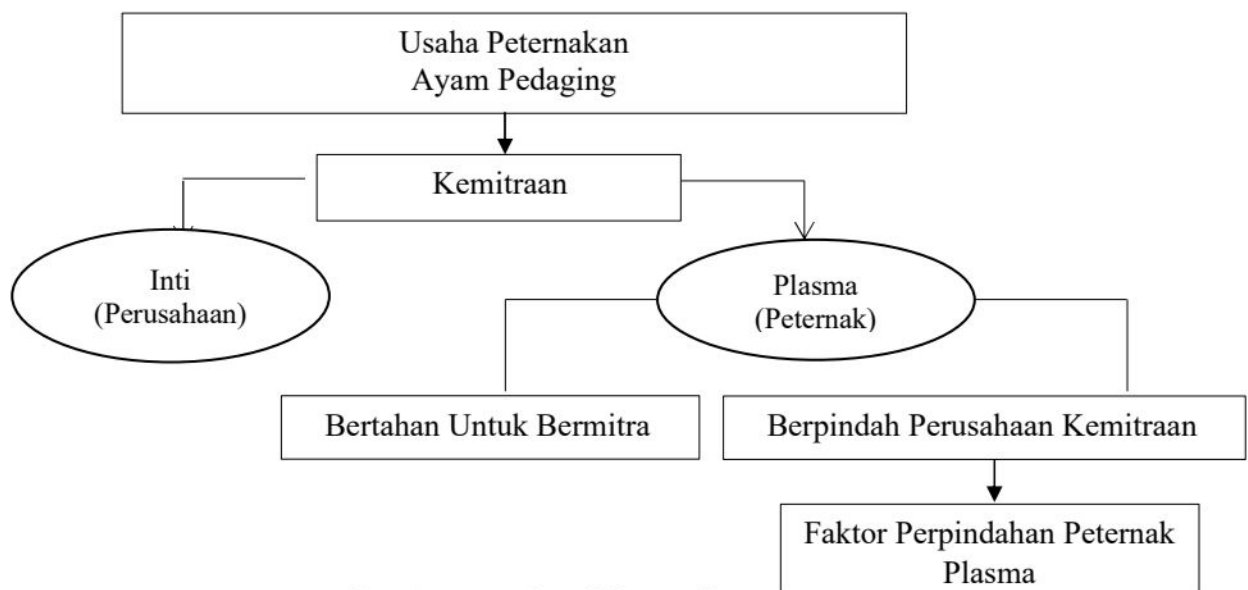 Usaha Peternakan
Ayam Pedaging
Kemitraan
Inti
(Perusahaan)
Plasma
(Peternak)
Bertahan Untuk Bermitra
Berpindah Perusahaan Kemitraan
Faktor Perpindahan Peternak
Plasma